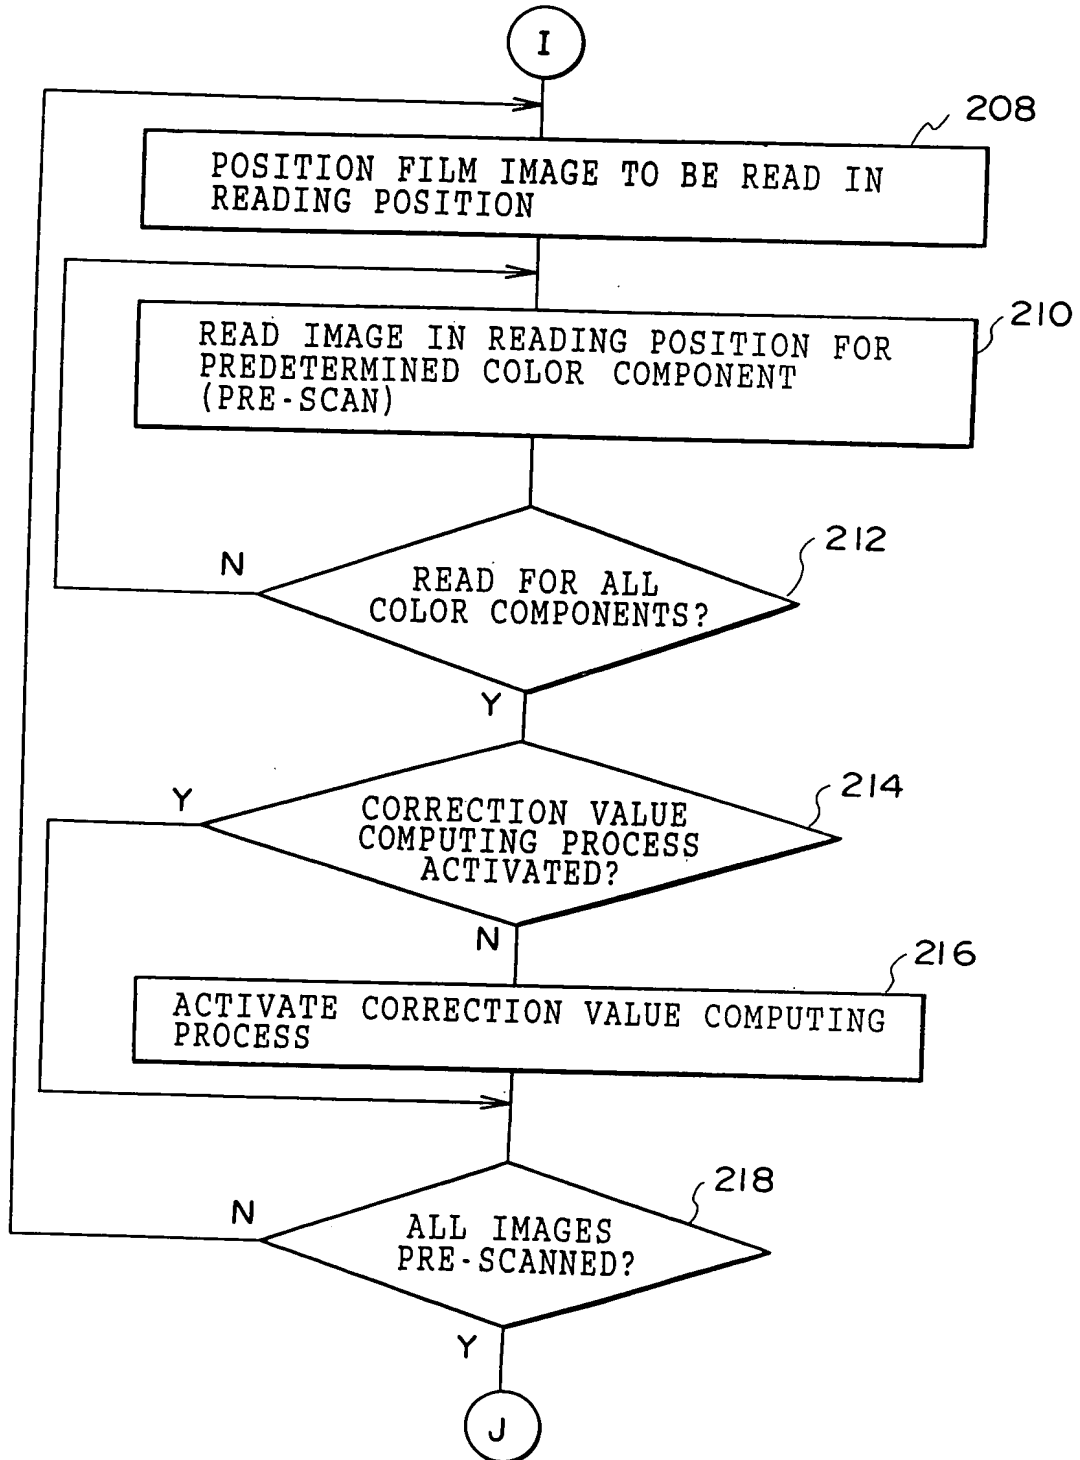 I
208
POSITION FILM IMAGE TO BE READ IN
READING POSITION
210
READ IMAGE IN READING POSITION FOR
PREDETERMINED COLOR COMPONENT
(PRE-SCAN)
212
N
READ FOR ALL
COLOR COMPONENTS?
Y
214
Y
CORRECTION VALUE
COMPUTING PROCESS
ACTIVATED?
N
216
ACTIVATE CORRECTION VALUE COMPUTING
PROCESS
218
N
ALL IMAGES
PRE-SCANNED?
Y
J